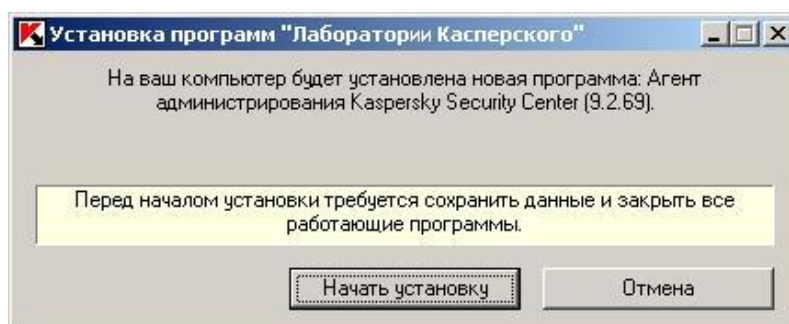 Установка программ "Лаборатории Касперского"
На ваш компьютер будет установлена новая программа: Агент
администрирования Kaspersky Security Center (9.2.69).
Перед началом установки требуется сохранить данные и закрыть все
работающие программы.
Начать установку
Отмена